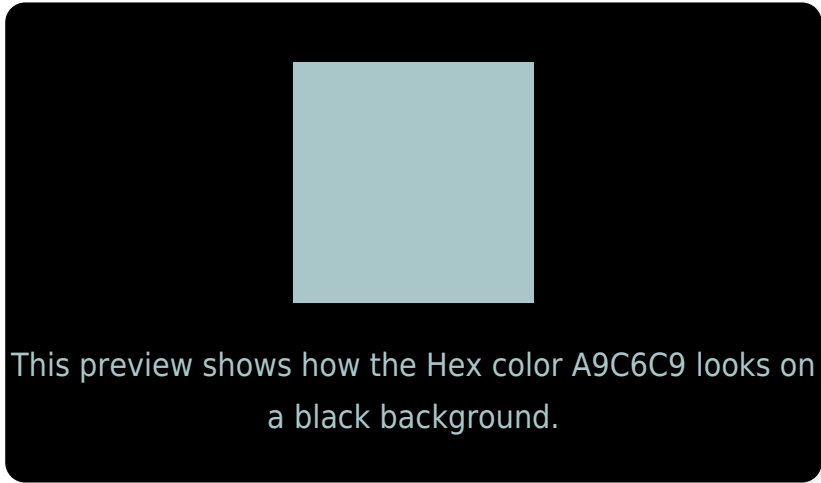 This preview shows how the Hex color A9C6C9 looks on
a black background.